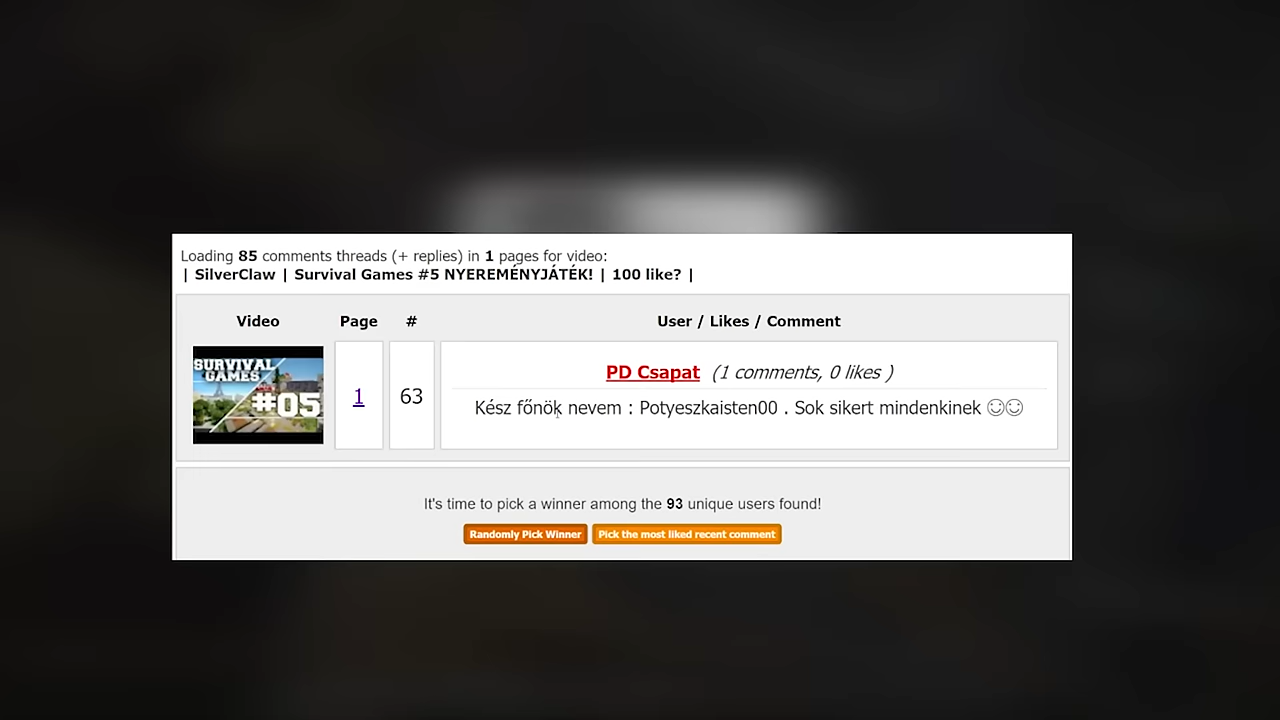 Loading 85 comments threads (+ replies) in 1 pages for video:
| SilverClaw | Survival Games #5 NYEREMÉNYJÁTÉK! | 100 like? |
Video Page # User / Likes / Comment
SURVIVAL
GAMES
#05
1
63
PD Csapat (1 comments, 0 likes )
Kész főnök nevem : Potyeszkaisten00 . Sok sikert mindenkinek ☺☺
It's time to pick a winner among the 93 unique users found!
Randomly Pick Winner Pick the most liked recent comment